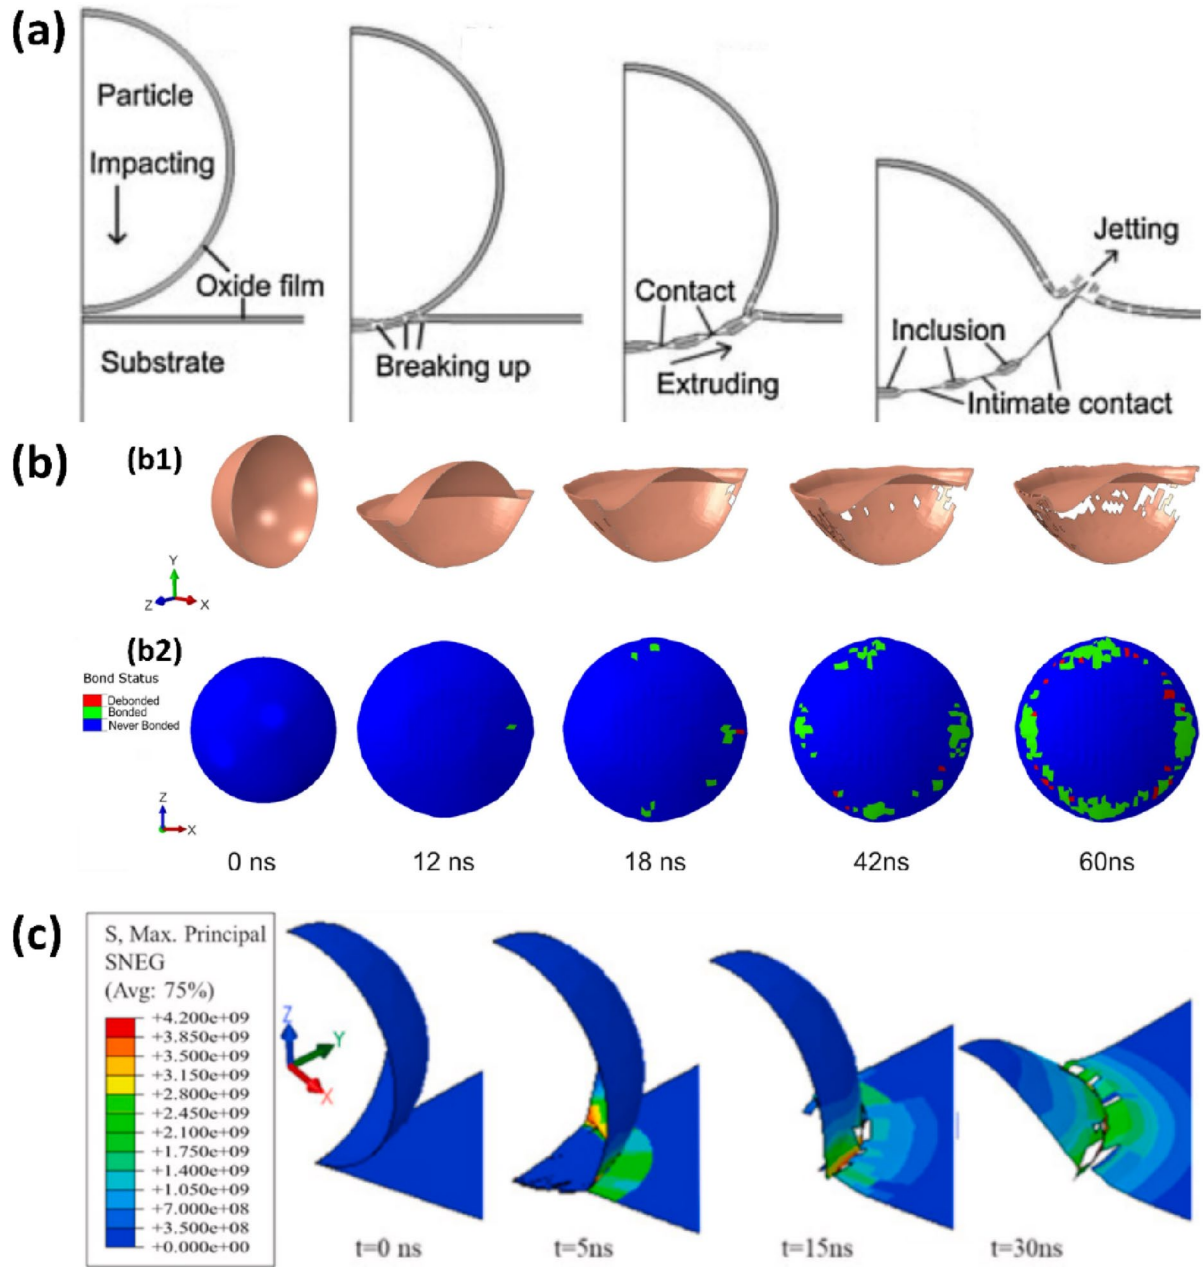 (a)
Particle
Impacting
Oxide film
Substrate
Breaking up
Contact
Extruding
Jetting
Inclusion
Intimate contact
(b)
(b1)
Y
Z
X
(b2)
Bond Status
Debonded
Bonded
Never Bonded
Z
X
0 ns
12 ns
18 ns
42ns
60ns
(c)
S, Max. Principal
SNEG
(Avg: 75%)
+4.200e+09
+3.850e+09
+3.500e+09
+3.150e+09
+2.800e+09
+2.450e+09
+2.100e+09
+1.750e+09
+1.400e+09
+1.050e+09
+7.000e+08
+3.500e+08
+0.000e+00
Z
Y
X
t=0 ns
t=5ns
t=15ns
t=30ns